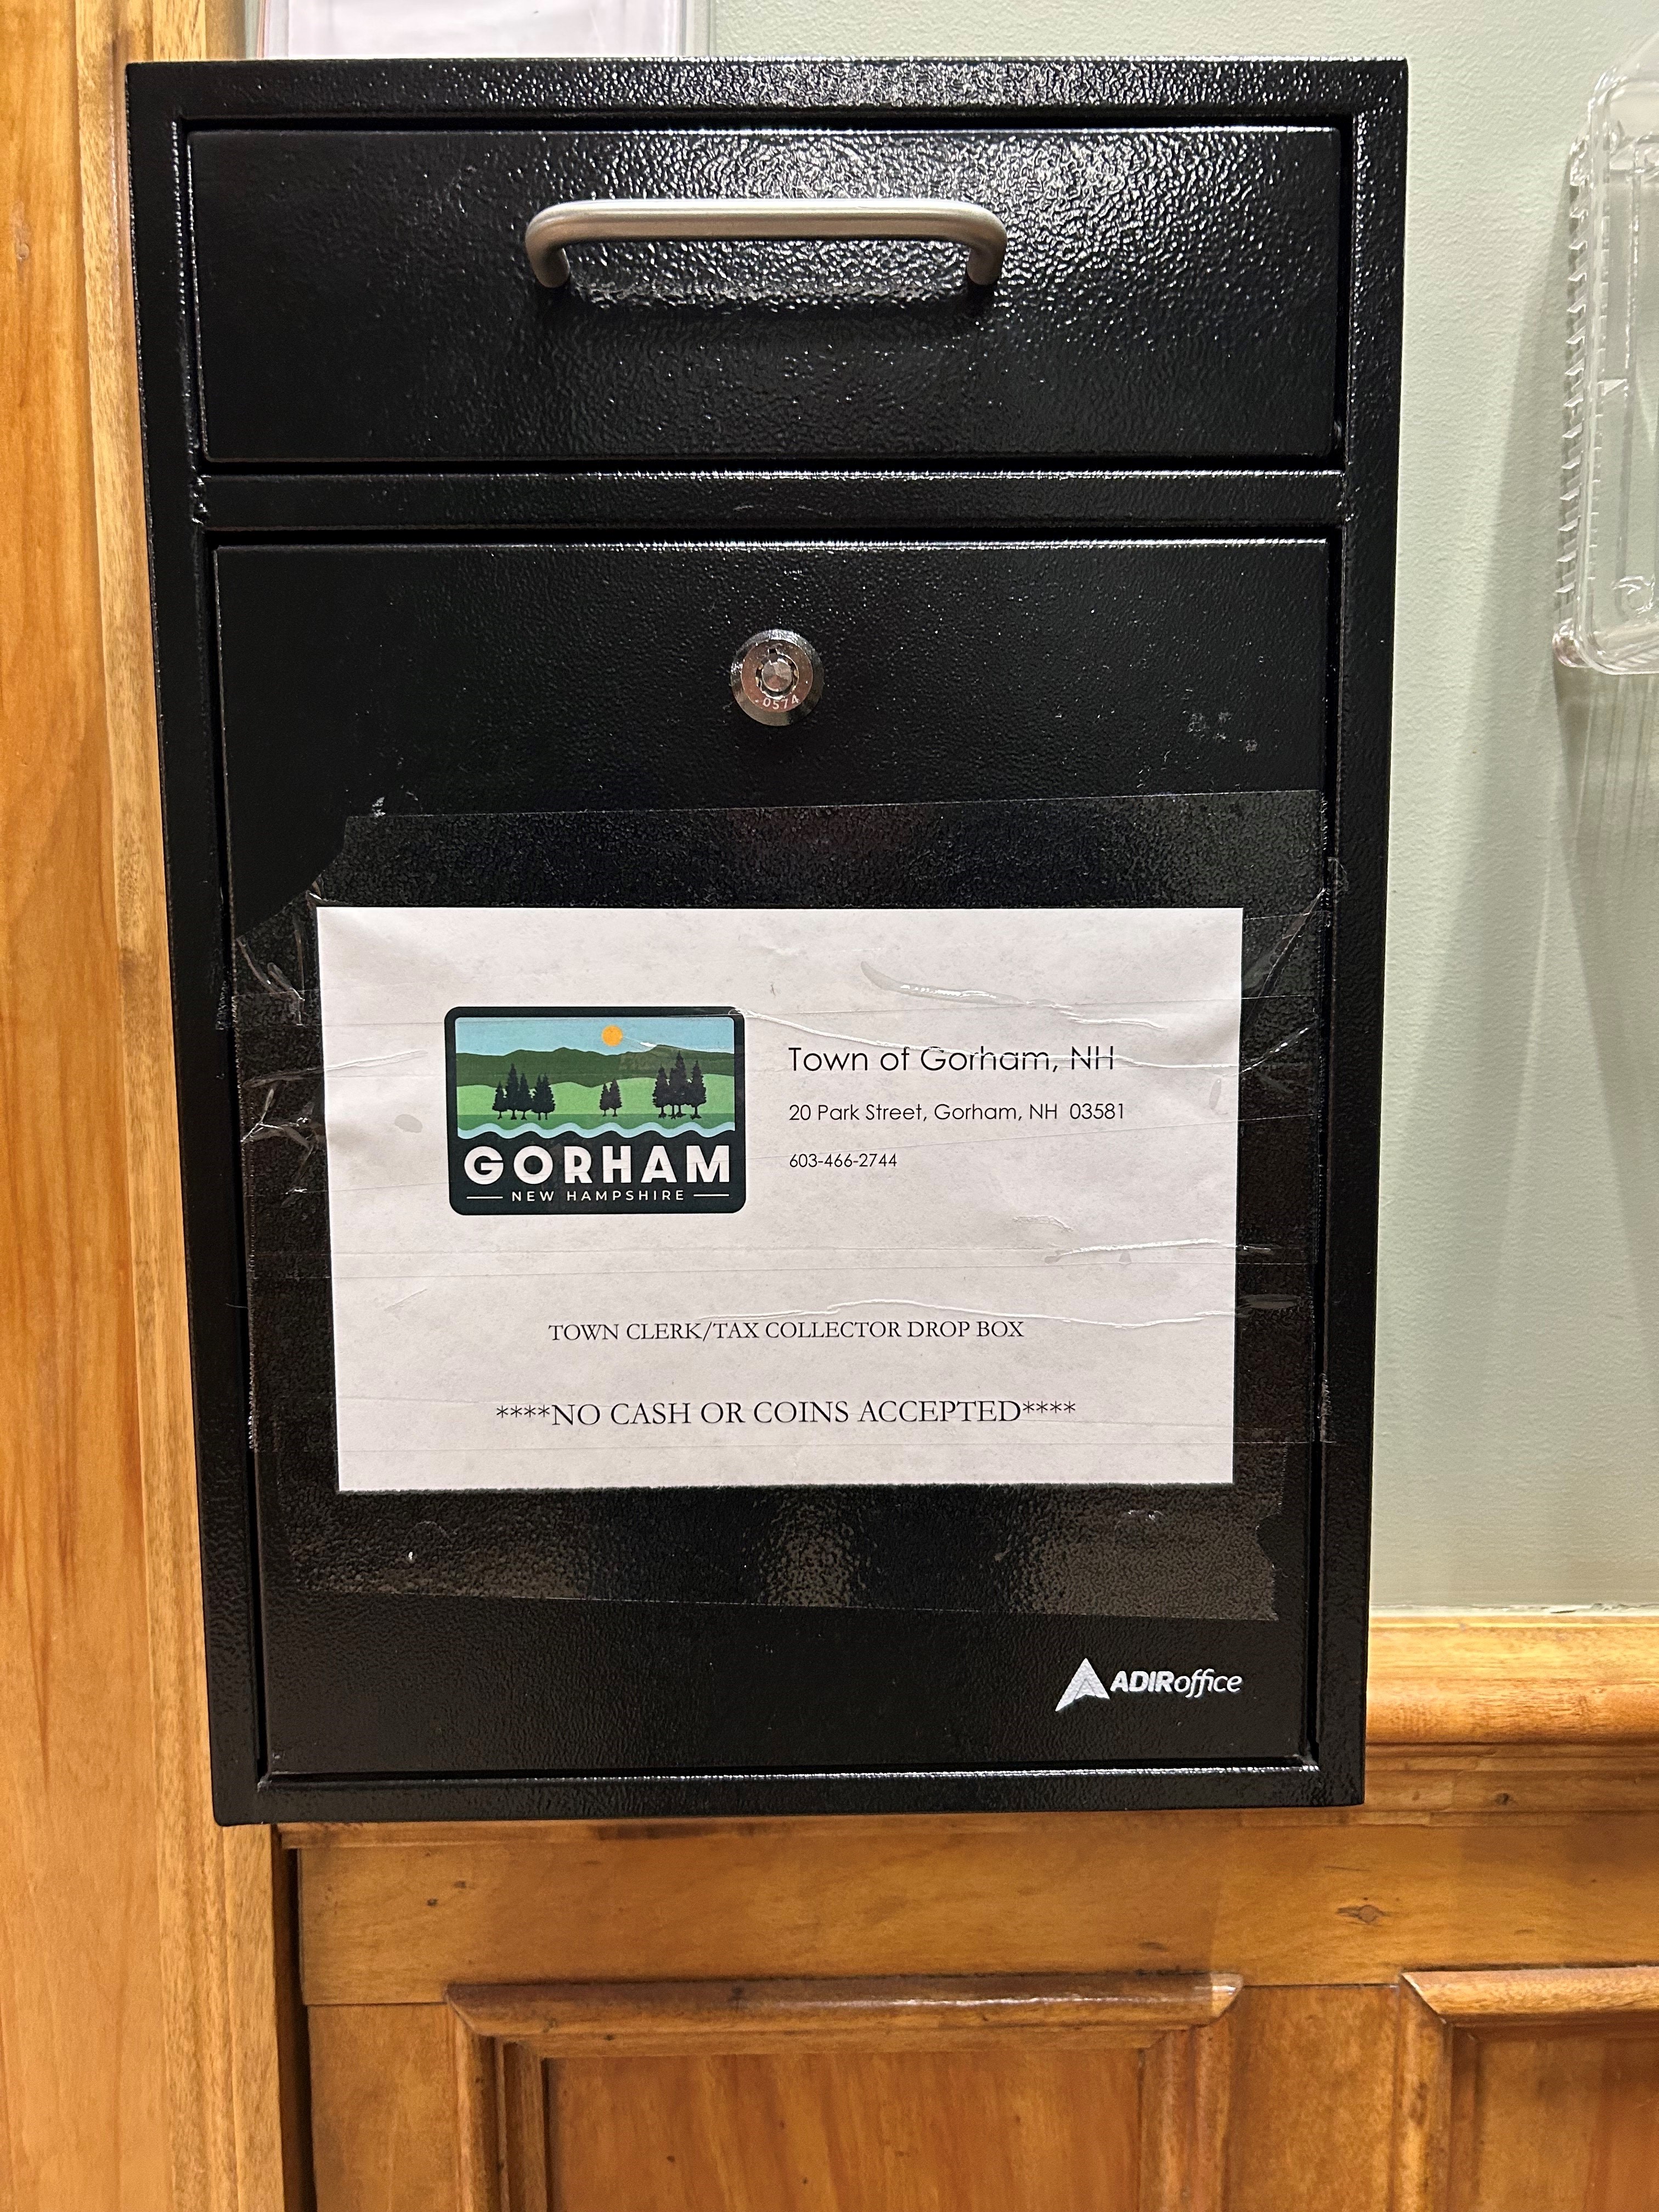 .0574
GORHAM
NEW HAMPSHIRE
Town of Gorham, NH
20 Park Street, Gorham, NH 03581
603-466-2744
TOWN CLERK/TAX COLLECTOR DROP BOX
****NO CASH OR COINS ACCEPTED****
ADIRoffice